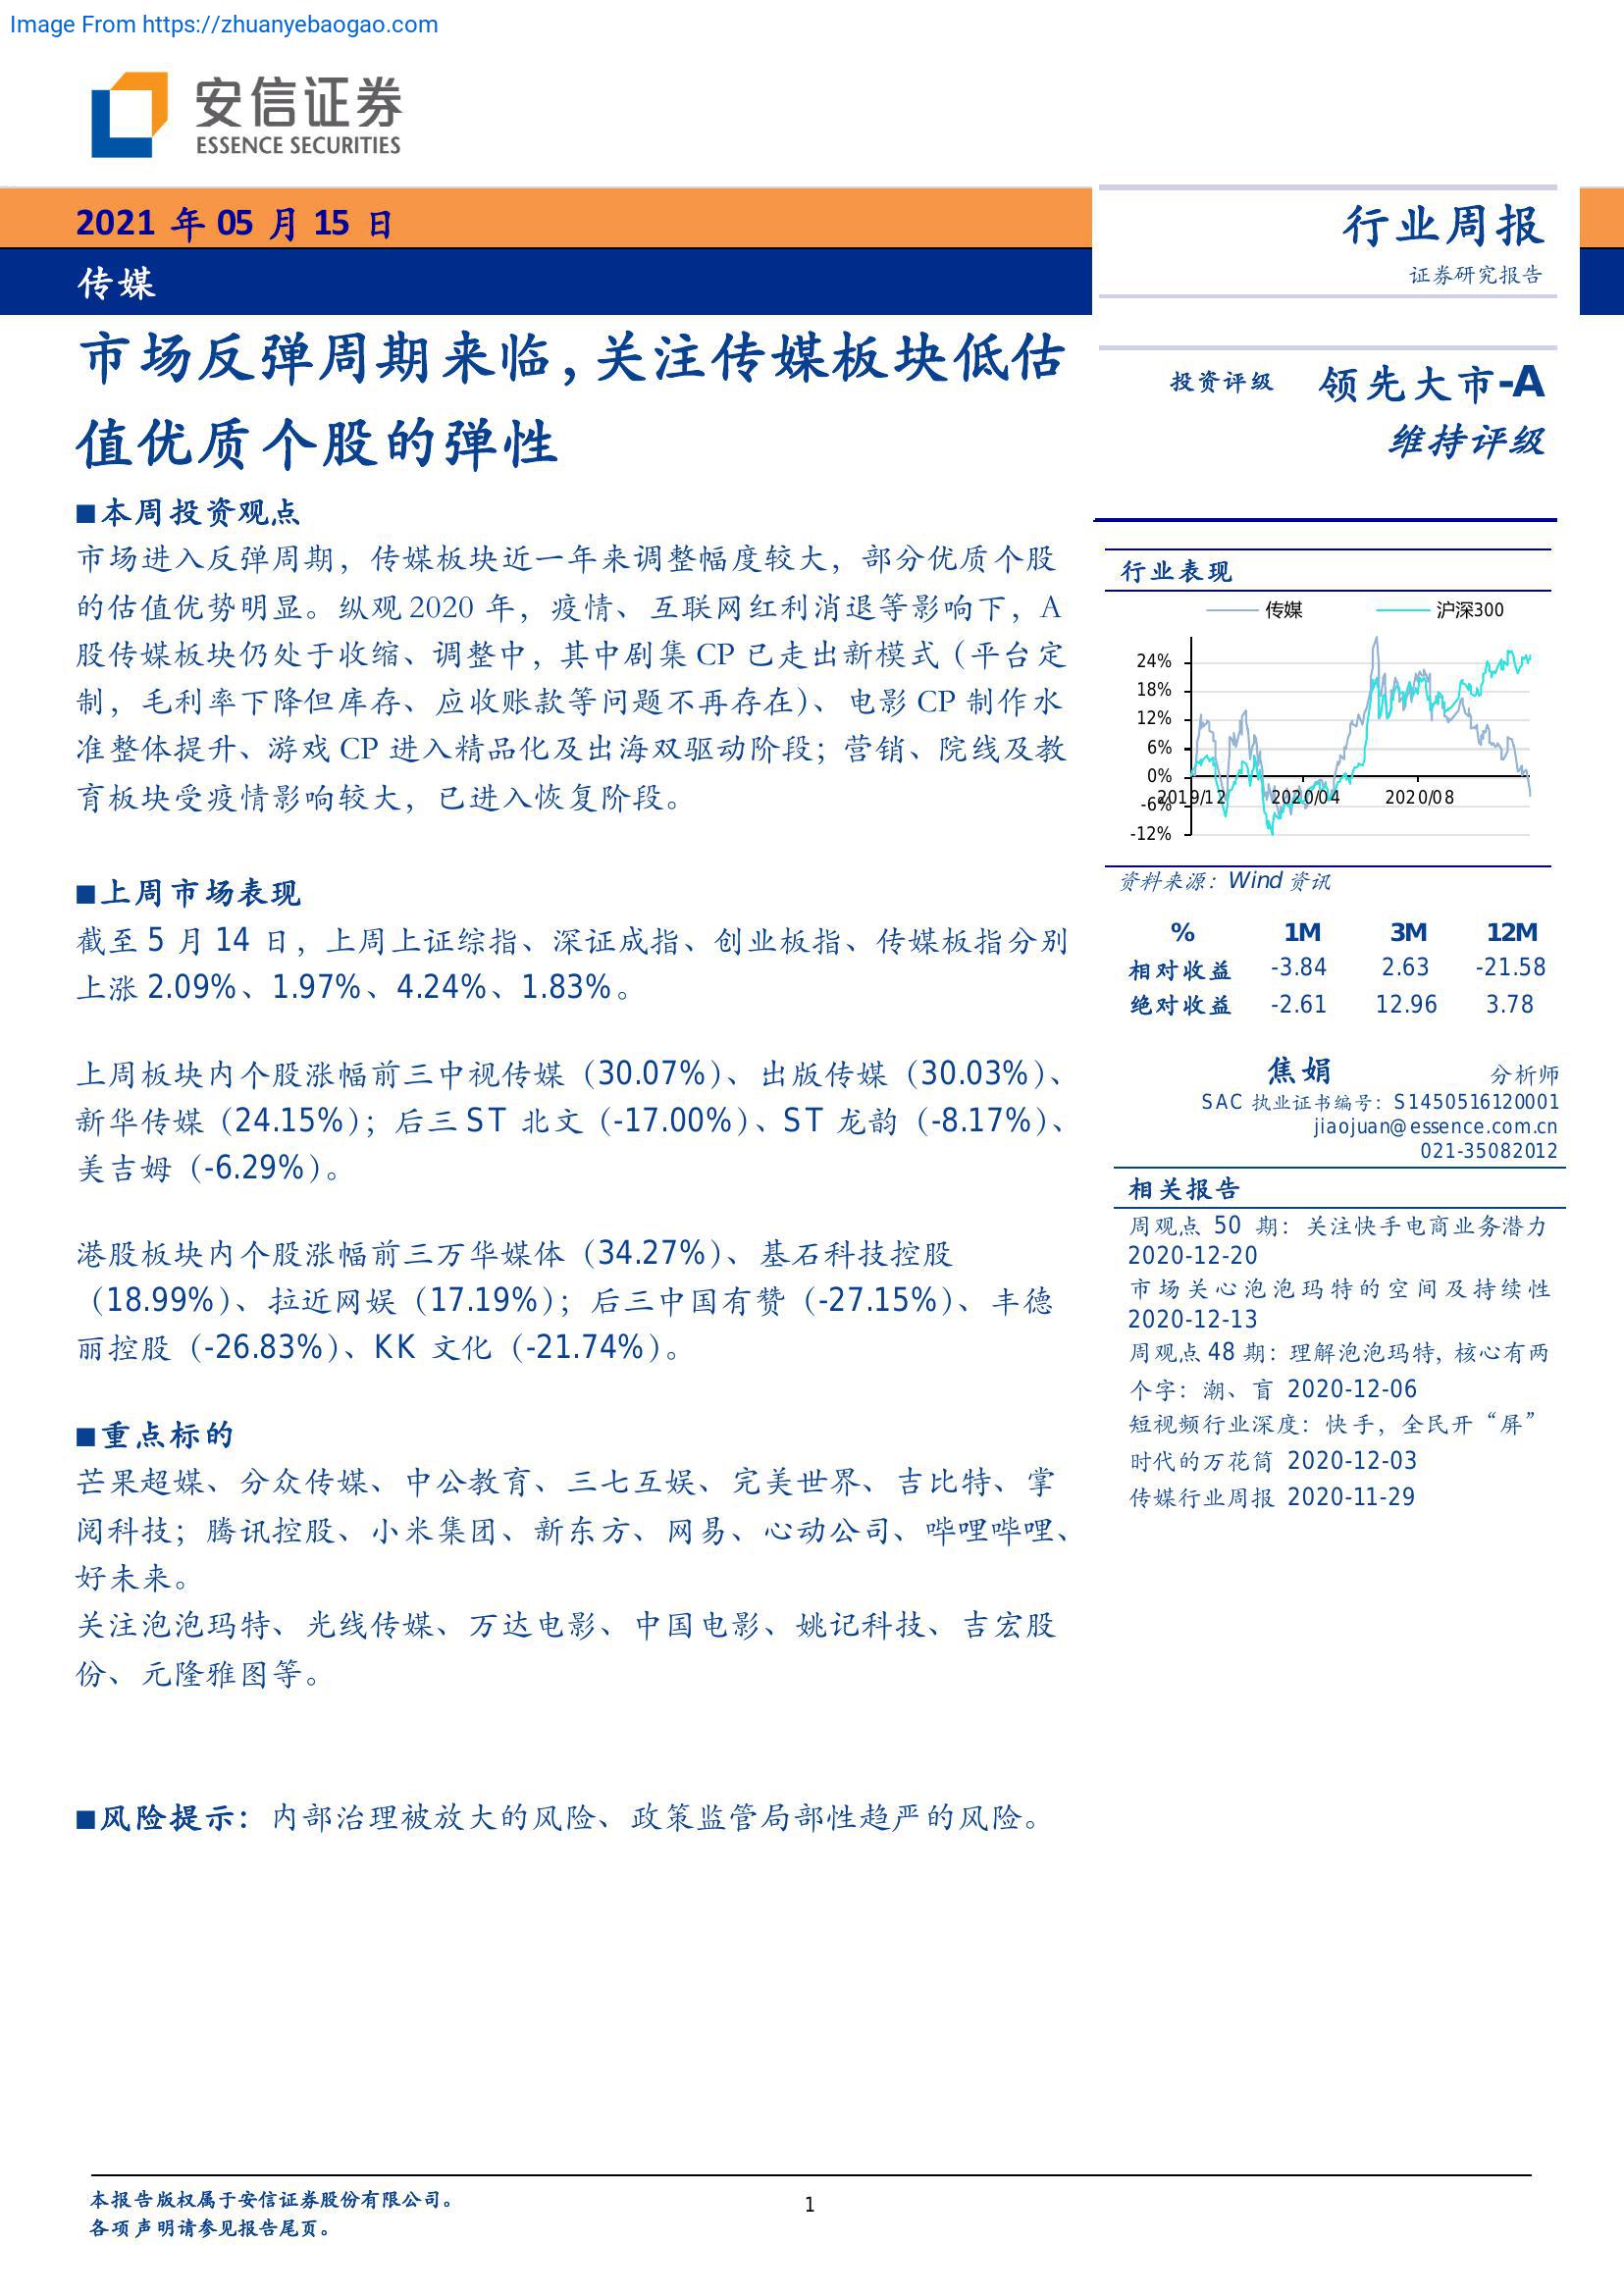 Image From https://zhuanyebaogao.com
安信证券
ESSENCE SECURITIES
2021 年 05 月 15 日
传媒
市场反弹周期来临，关注传媒板块低估
值优质个股的弹性
■本周投资观点
市场进入反弹周期，传媒板块近一年来调整幅度较大，部分优质个股
的估值优势明显。纵观 2020 年，疫情、互联网红利消退等影响下，A
股传媒板块仍处于收缩、调整中，其中剧集 CP 已走出新模式（平台定
制，毛利率下降但库存、应收账款等问题不再存在）、电影 CP 制作水
准整体提升、游戏 CP 进入精品化及出海双驱动阶段；营销、院线及教
育板块受疫情影响较大，已进入恢复阶段。
■上周市场表现
截至 5 月 14 日，上周上证综指、深证成指、创业板指、传媒板指分别
上涨 2.09%、1.97%、4.24%、1.83%。
上周板块内个股涨幅前三中视传媒（30.07%）、出版传媒（30.03%）、
新华传媒（24.15%）；后三 ST 北文（-17.00%）、ST 龙韵（-8.17%）、
美吉姆（-6.29%）。
港股板块内个股涨幅前三万华媒体（34.27%）、基石科技控股
（18.99%）、拉近网娱（17.19%）；后三中国有赞（-27.15%）、丰德
丽控股（-26.83%）、KK 文化（-21.74%）。
■重点标的
芒果超媒、分众传媒、中公教育、三七互娱、完美世界、吉比特、掌
阅科技；腾讯控股、小米集团、新东方、网易、心动公司、哔哩哔哩、
好未来。
关注泡泡玛特、光线传媒、万达电影、中国电影、姚记科技、吉宏股
份、元隆雅图等。
■风险提示：内部治理被放大的风险、政策监管局部性趋严的风险。
行业周报
证券研究报告
投资评级 领先大市-A
维持评级
行业表现
传媒 沪深300
24%
18%
12%
6%
0%
-6%
-12%
2019/12 2020/04 2020/08
资料来源：Wind 资讯
% 1M 3M 12M
相对收益 -3.84 2.63 -21.58
绝对收益 -2.61 12.96 3.78
焦娟 分析师
SAC 执业证书编号：S1450516120001
jiaojuan@essence.com.cn
021-35082012
相关报告
周观点 50 期：关注快手电商业务潜力
2020-12-20
市场关心泡泡玛特的空间及持续性
2020-12-13
周观点 48 期：理解泡泡玛特，核心有两
个字：潮、盲 2020-12-06
短视频行业深度：快手，全民开“屏”
时代的万花筒 2020-12-03
传媒行业周报 2020-11-29
本报告版权属于安信证券股份有限公司。
各项声明请参见报告尾页。
1